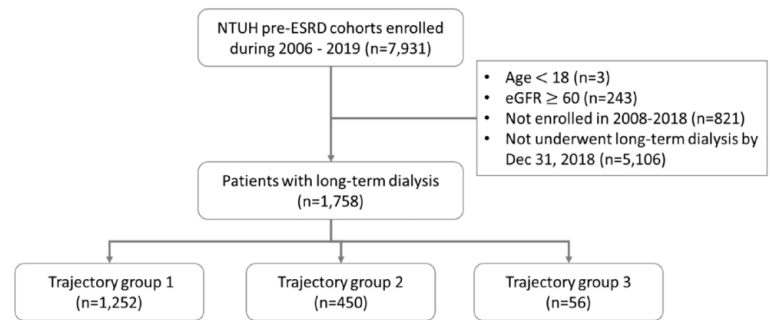 NTUH pre-ESRD cohorts enrolled
during 2006 - 2019 (n=7,931)
• Age < 18 (n=3)
• eGFR ≥ 60 (n=243)
• Not enrolled in 2008-2018 (n=821)
• Not underwent long-term dialysis by
Dec 31, 2018 (n=5,106)
Patients with long-term dialysis
(n=1,758)
Trajectory group 1
(n=1,252)
Trajectory group 2
(n=450)
Trajectory group 3
(n=56)